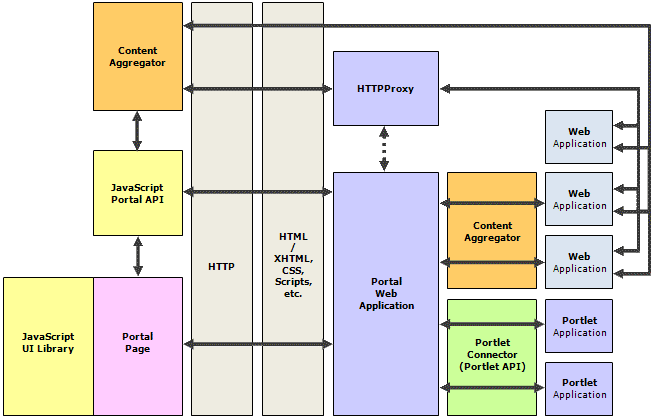 Content
Aggregator
HTTPProxy
Web
Application
JavaScript
Portal API
Web
Application
Content
Aggregator
HTTP
HTML
/
XHTML,
CSS,
Scripts,
etc.
Portal
Web
Application
Web
Application
JavaScript
UI Library
Portal
Page
Portlet
Connector
(Portlet API)
Portlet
Application
Portlet
Application